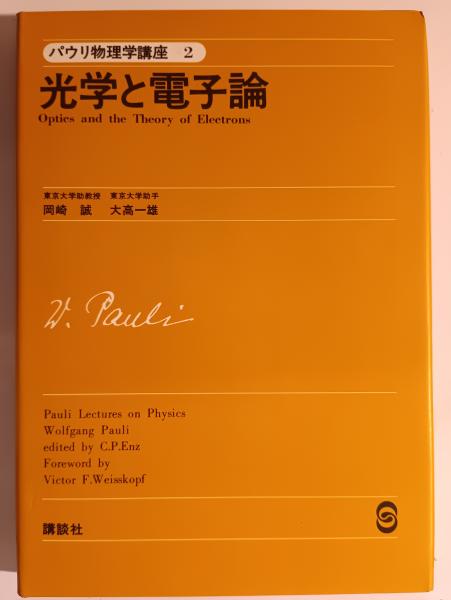 パウリ物理学講座 2
光学と電子論
Optics and the Theory of Electrons
東京大学助教授 東京大学助手
岡崎 誠 大高一雄
W. Pauli
Pauli Lectures on Physics
Wolfgang Pauli
edited by C.P.Enz
Foreword by
Victor F.Weisskopf
講談社